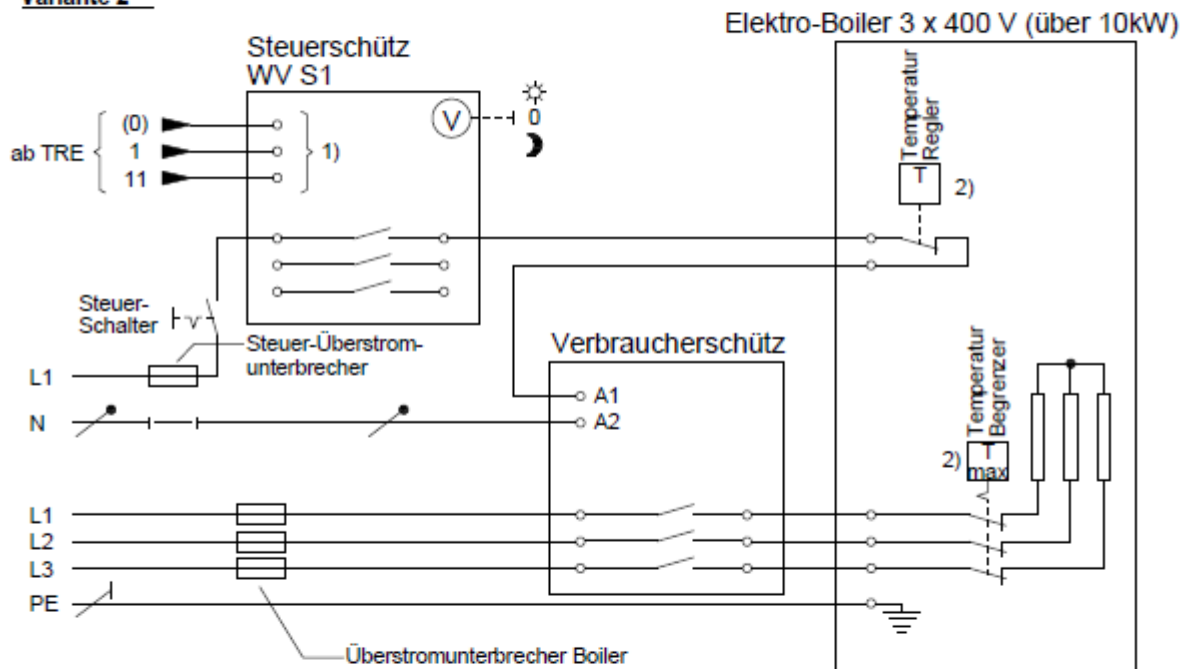 Variante 2
Elektro-Boiler 3 x 400 V (über 10kW)
Steuerschütz
WV S1
ab TRE
(0)
1
11
1)
V
0
Temperatur
Regler
T
2)
Steuer-
Schalter
Steuer-Überstrom-
unterbrecher
Verbraucherschütz
L1
N
A1
A2
Temperatur
Begrenzer
2)
T
max
L1
L2
L3
PE
Überstromunterbrecher Boiler